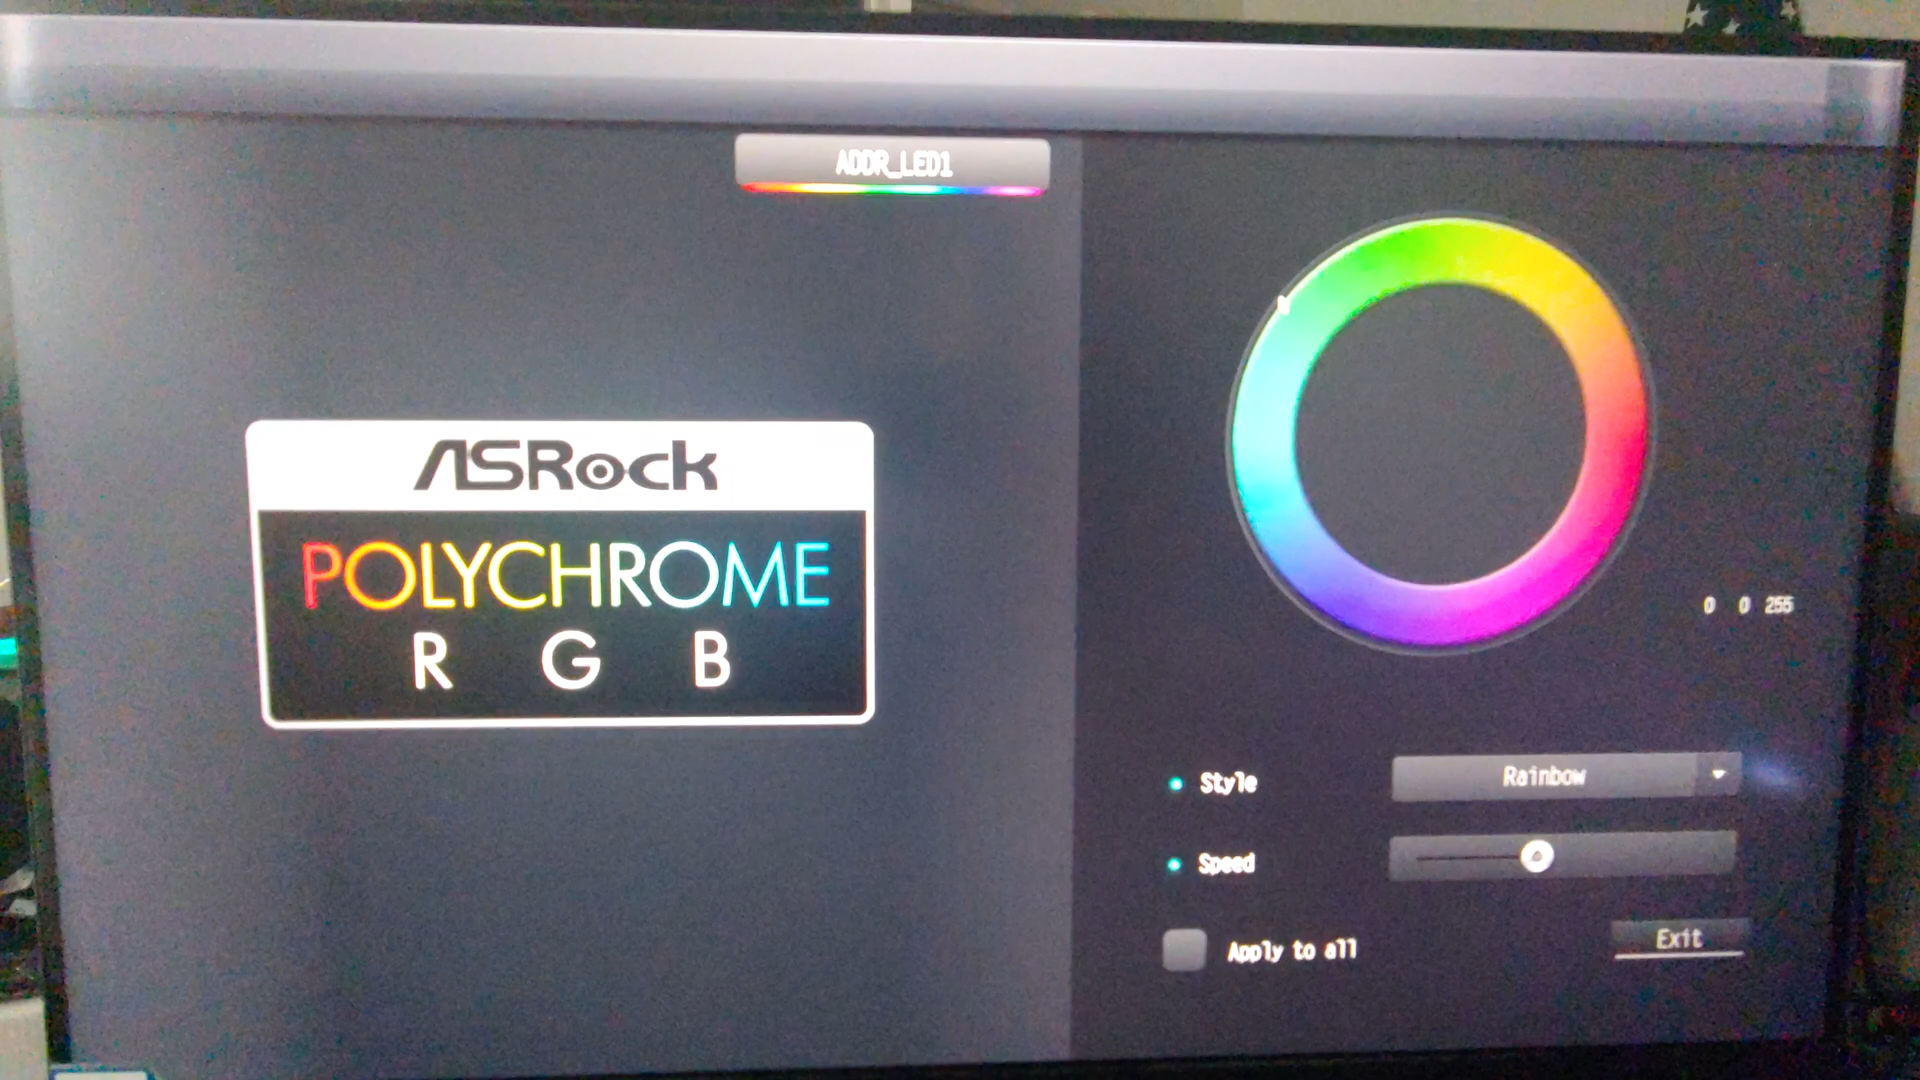 ADDR_LED1
ASRock
POLYCHROME
R G B
0 0 255
Style
Rainbow
Speed
Apply to all
Exit